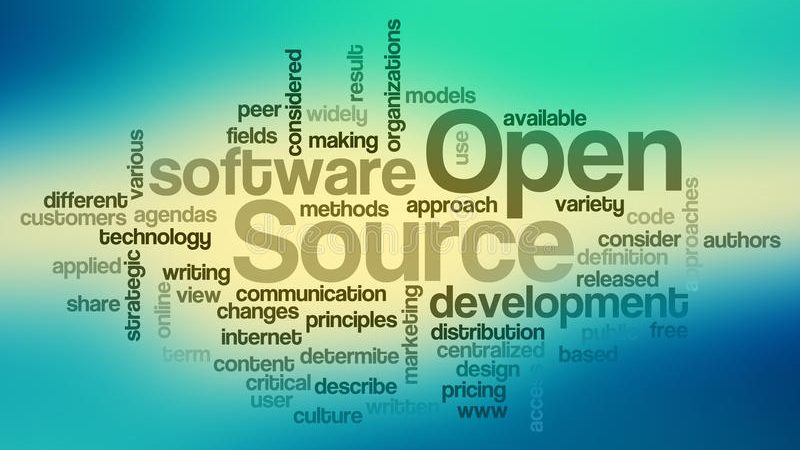 organizations
considered
result
models
peer
widely
available
fields
making
use
Open
various
software
different
methods
approach
variety
customers
agendas
code
approaches
Source
technology
consider
authors
definition
applied
strategic
writing
released
share
online
view
communication
development
changes
principles
marketing
internet
distribution
public
free
term
content
determite
centralized
based
critical
describe
design
access
user
pricing
culture
written
www